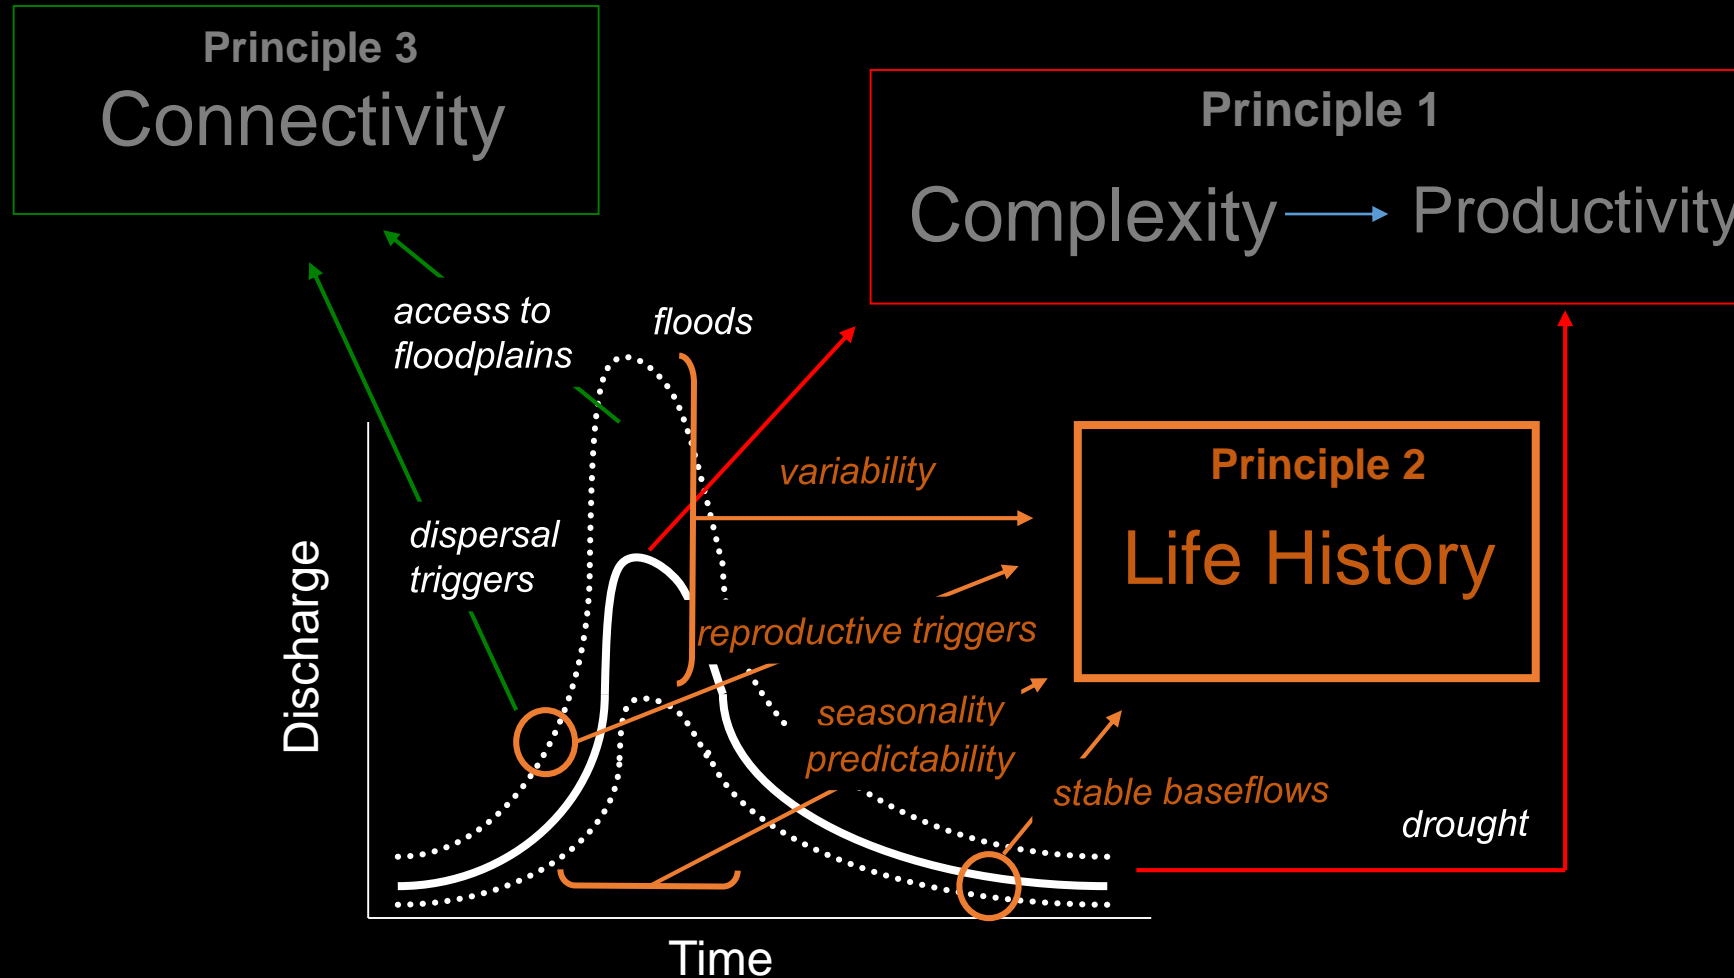 Principle 3
Connectivity
Principle 1
Complexity
Productivity
access to
floodplains
floods
variability
Principle 2
Life History
dispersal
triggers
reproductive triggers
seasonality
predictability
stable baseflows
drought
Discharge
Time